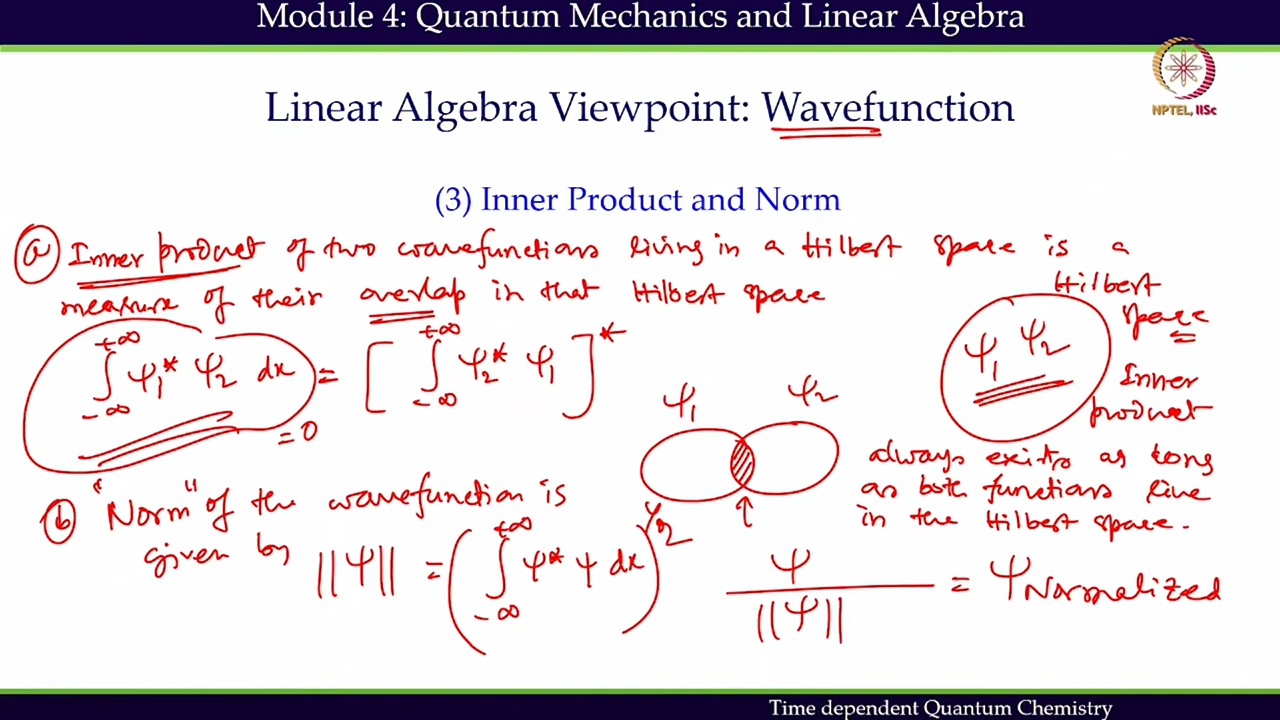 Module 4: Quantum Mechanics and Linear Algebra
NPTEL, IISc
Linear Algebra Viewpoint: Wavefunction
(3) Inner Product and Norm
(a) Inner product of two wavefunctions living in a Hilbert space is a
measure of their overlap in that Hilbert space
∫_{-∞}^{+∞} ψ₁* ψ₂ dx = [ ∫_{-∞}^{+∞} ψ₂* ψ₁ ]*
= 0
ψ₁ ψ₂
Hilbert
space
ψ₁ ψ₂
Inner
product
always exists as long
as both functions live
in the Hilbert space.
(b) "Norm" of the wavefunction is
given by ||ψ|| = ( ∫_{-∞}^{+∞} ψ* ψ dx )^{1/2}
ψ / ||ψ|| = ψ Normalized
Time dependent Quantum Chemistry